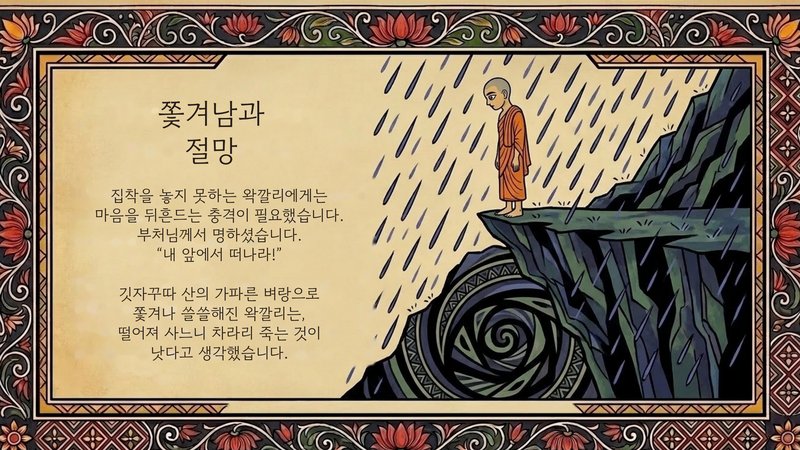 쫓겨남과
절망
집착을 놓지 못하는 왁깔리에게는
마음을 뒤흔드는 충격이 필요했습니다.
부처님께서 명하셨습니다.
“내 앞에서 떠나라!”
깃자꾸따 산의 가파른 벼랑으로
쫓겨나 쓸쓸해진 왁깔리는,
떨어져 사느니 차라리 죽는 것이
낫다고 생각했습니다.